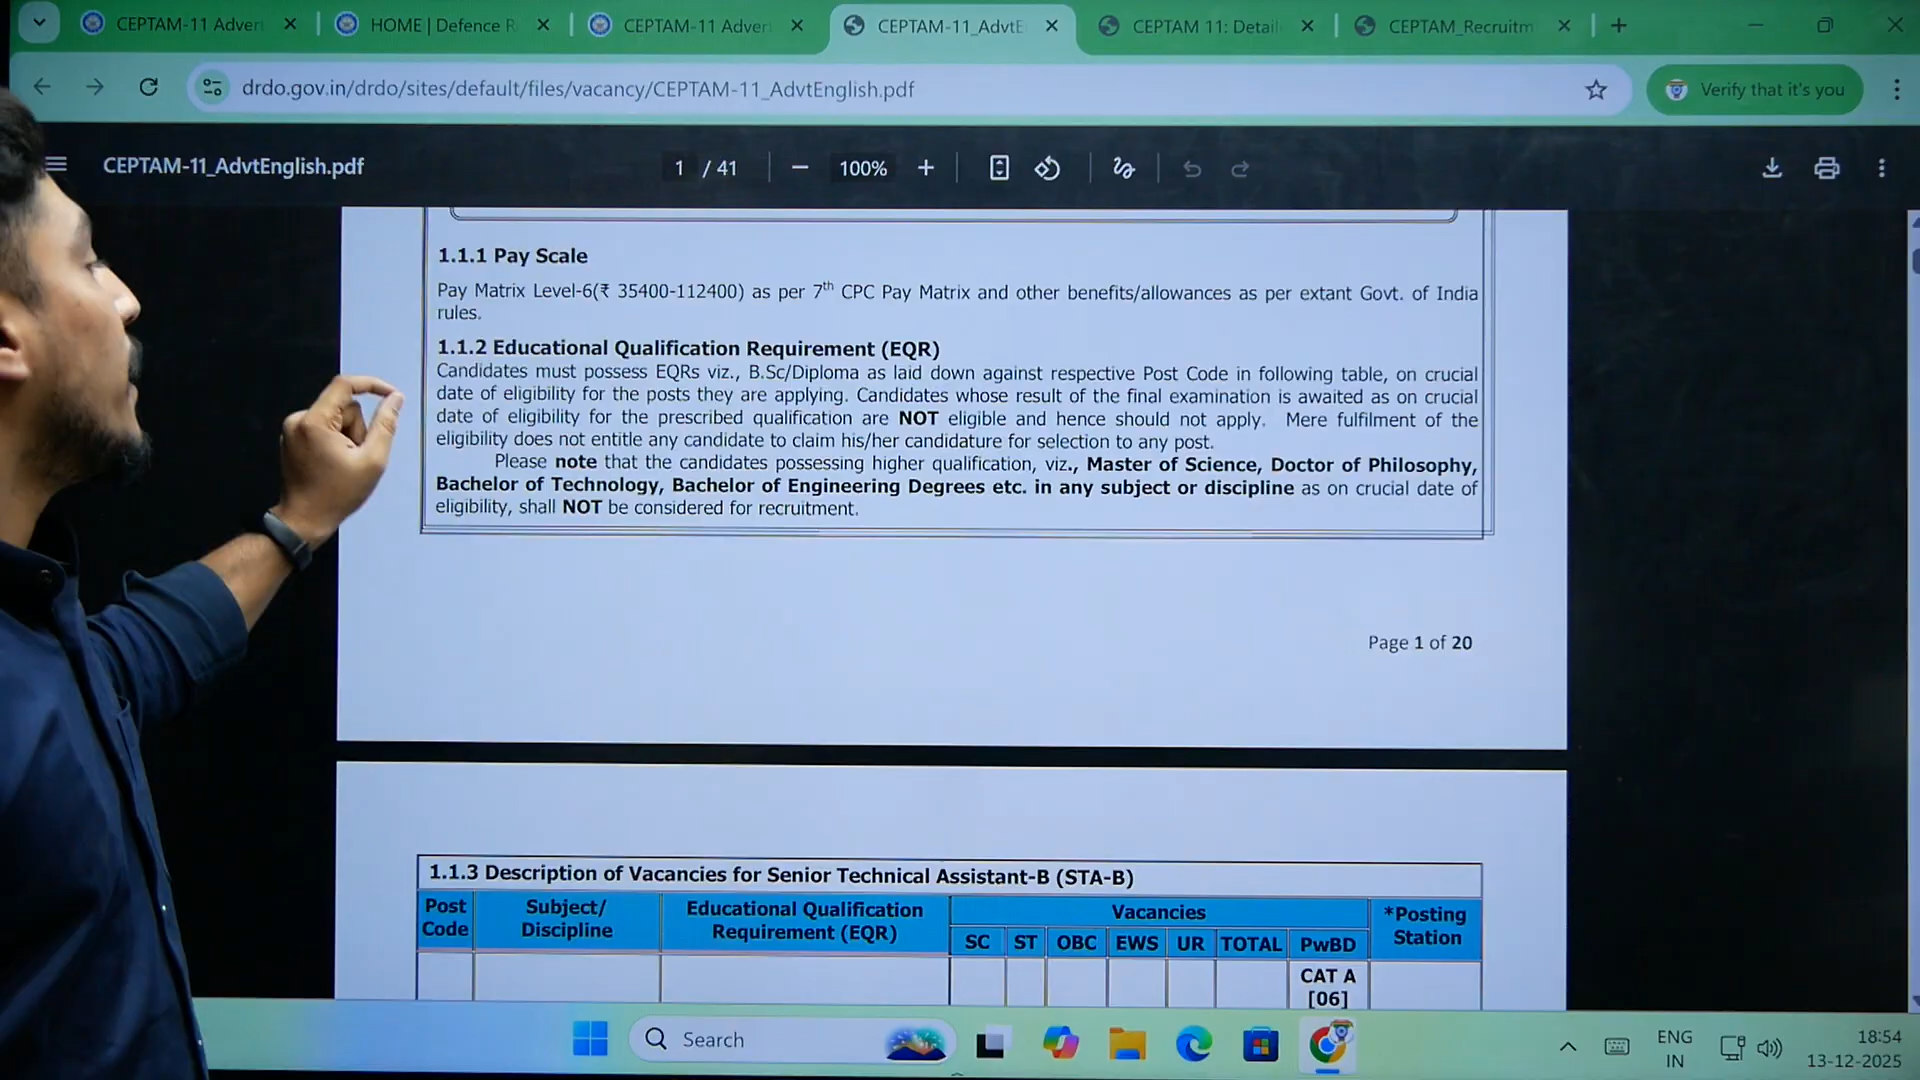 CEPTAM-11 Adver
HOME | Defence R
CEPTAM-11 Adver
CEPTAM-11_AdvtE
CEPTAM 11: Detail
CEPTAM_Recruitm
drdo.gov.in/drdo/sites/default/files/vacancy/CEPTAM-11_AdvtEnglish.pdf
Verify that it's you
CEPTAM-11_AdvtEnglish.pdf
1 / 41
100%
1.1.1 Pay Scale
Pay Matrix Level-6(₹ 35400-112400) as per 7th CPC Pay Matrix and other benefits/allowances as per extant Govt. of India
rules.
1.1.2 Educational Qualification Requirement (EQR)
Candidates must possess EQRs viz., B.Sc/Diploma as laid down against respective Post Code in following table, on crucial
date of eligibility for the posts they are applying. Candidates whose result of the final examination is awaited as on crucial
date of eligibility for the prescribed qualification are NOT eligible and hence should not apply. Mere fulfilment of the
eligibility does not entitle any candidate to claim his/her candidature for selection to any post.
Please note that the candidates possessing higher qualification, viz., Master of Science, Doctor of Philosophy,
Bachelor of Technology, Bachelor of Engineering Degrees etc. in any subject or discipline as on crucial date of
eligibility, shall NOT be considered for recruitment.
Page 1 of 20
1.1.3 Description of Vacancies for Senior Technical Assistant-B (STA-B)
Post Code
Subject/ Discipline
Educational Qualification Requirement (EQR)
Vacancies
*Posting Station
SC ST OBC EWS UR TOTAL PwBD
CAT A
[06]
Search
ENG
IN
18:54
13-12-2025